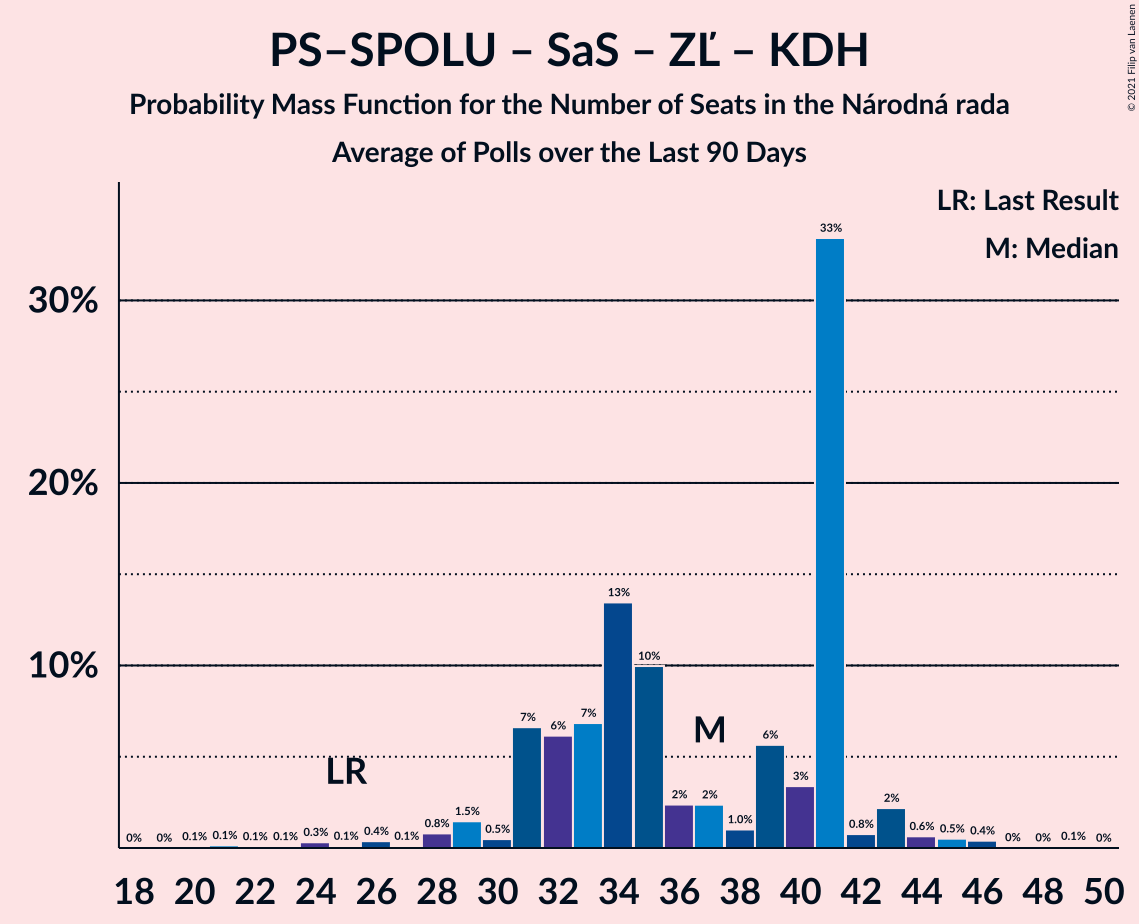 PS–SPOLU – SaS – ZĽ – KDH
Probability Mass Function for the Number of Seats in the Národná rada
Average of Polls over the Last 90 Days
© 2021 Filip van Laenen
LR: Last Result
M: Median
30%
20%
10%
LR
M
0% 0% 0.1% 0.1% 0.1% 0.1% 0.3% 0.1% 0.4% 0.1% 0.8% 1.5% 0.5% 7% 6% 7% 13% 10% 2% 2% 1.0% 6% 3% 33% 0.8% 2% 0.6% 0.5% 0.4% 0% 0% 0.1% 0%
18 20 22 24 26 28 30 32 34 36 38 40 42 44 46 48 50